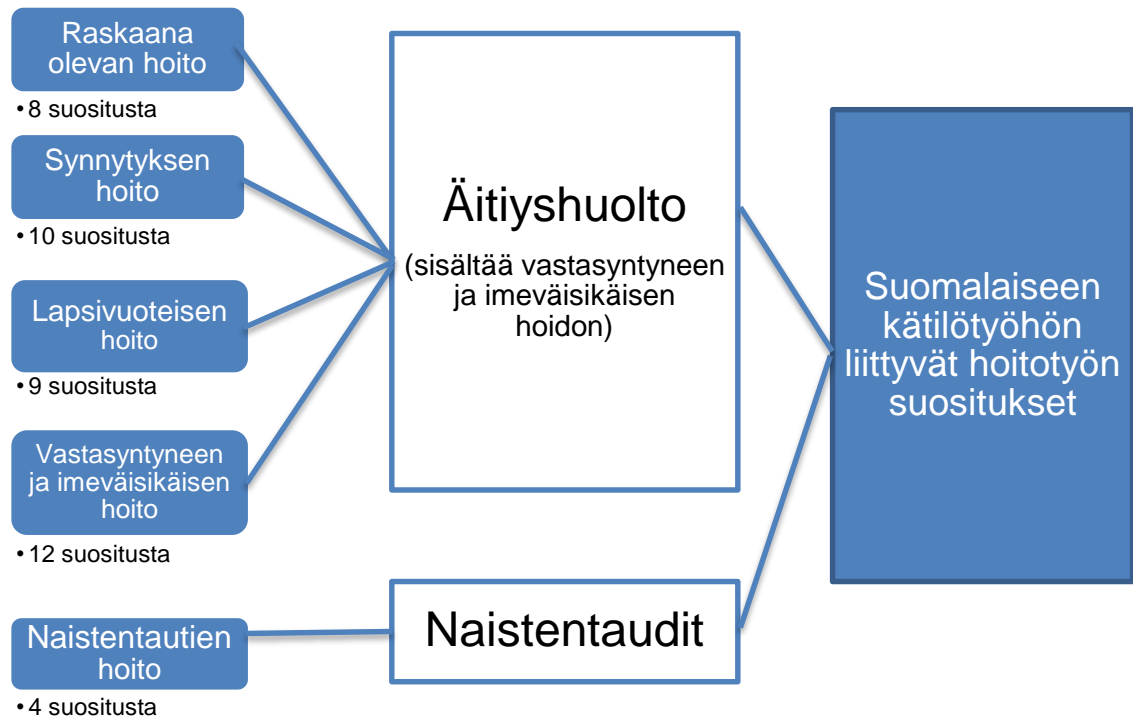 Raskaana
olevan hoito
• 8 suositusta
Synnytyksen
hoito
• 10 suositusta
Lapsivuoteisen
hoito
• 9 suositusta
Vastasyntyneen
ja imeväisikäisen
hoito
• 12 suositusta
Naistentautien
hoito
• 4 suositusta
Äitiyshuolto
(sisältää vastasyntyneen
ja imeväisikäisen
hoidon)
Naistentaudit
Suomalaiseen
kätilötyöhön
liittyvät hoitotyön
suositukset